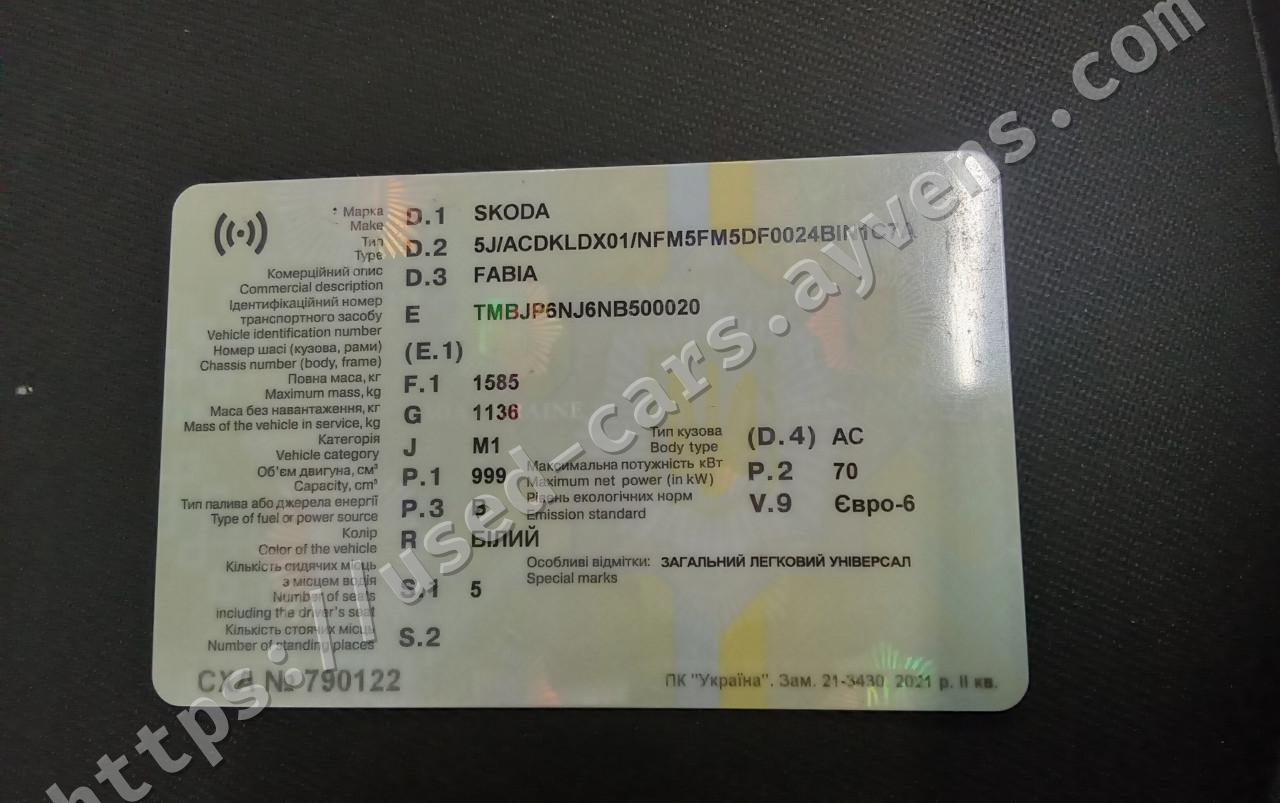 Марка
Make D.1 SKODA
Тип
Type D.2 5J/ACDKLDX01/NFM5FM5DF0024BIN1C7A
Комерційний опис
Commercial description D.3 FABIA
Ідентифікаційний номер
транспортного засобу E TMBJP6NJ6NB500020
Vehicle identification number
Номер шасі (кузова, рами) (E.1)
Chassis number (body, frame)
Повна маса, кг
Maximum mass, kg F.1 1585
Маса без навантаження, кг
Mass of the vehicle in service, kg G 1136
Категорія
Vehicle category J M1
Тип кузова
Body type (D.4) AC
Об'єм двигуна, см³
Capacity, cm³ P.1 999
Максимальна потужність кВт
Maximum net power (in kW) P.2 70
Тип палива або джерела енергії
Type of fuel or power source P.3 B
Рівень екологічних норм
Emission standard V.9 Євро-6
Колір
Color of the vehicle R БІЛИЙ
Кількість сидячих місць
з місцем водія
Number of seats
including the driver's seat S.1 5
Особливі відмітки: ЗАГАЛЬНИЙ ЛЕГКОВИЙ УНІВЕРСАЛ
Special marks
Кількість стоячих місць
Number of standing places S.2
№ 790122
ПК "Україна". Зам. 21-3430. 2021 р. II кв.
https://used-cars.ayvens.com